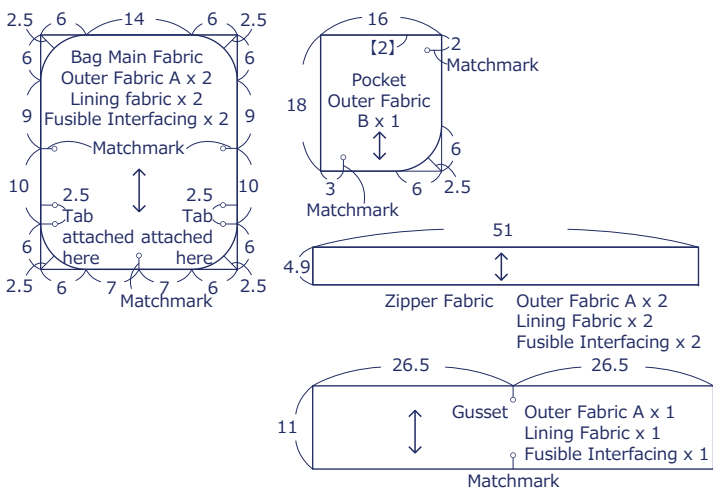 2.5 6 14 6 2.5
6 6
Bag Main Fabric
Outer Fabric A x 2
Lining fabric x 2
Fusible Interfacing x 2
9 9
Matchmark
10 10
2.5 2.5
Tab Tab
attached attached
here here
6 6
2.5 6 7 7 6 2.5
Matchmark
16
【2】 2
Matchmark
Pocket
Outer Fabric
B x 1
18
6
3 6 2.5
Matchmark
51
4.9
Zipper Fabric Outer Fabric A x 2
Lining Fabric x 2
Fusible Interfacing x 2
26.5 26.5
11
Gusset Outer Fabric A x 1
Lining Fabric x 1
Fusible Interfacing x 1
Matchmark